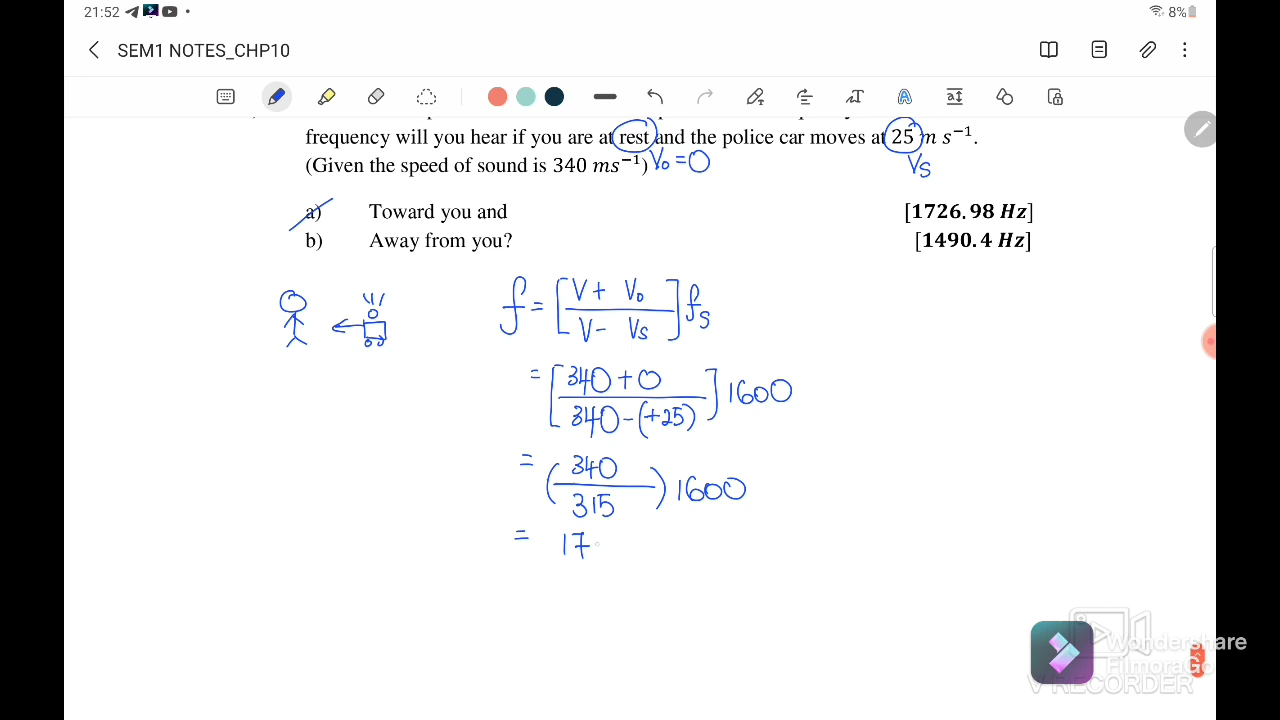 21:52 8%
SEM1 NOTES_CHP10
frequency will you hear if you are at rest and the police car moves at 25 m s⁻¹.
(Given the speed of sound is 340 ms⁻¹) V₀ = 0 Vs
a) Toward you and [1726.98 Hz]
b) Away from you? [1490.4 Hz]
f = [V + V₀ / V - Vs] fs
= [340 + 0 / 340 - (+25)] 1600
= (340 / 315) 1600
= 17
Wondershare
FilmoraGo
V RECORDER